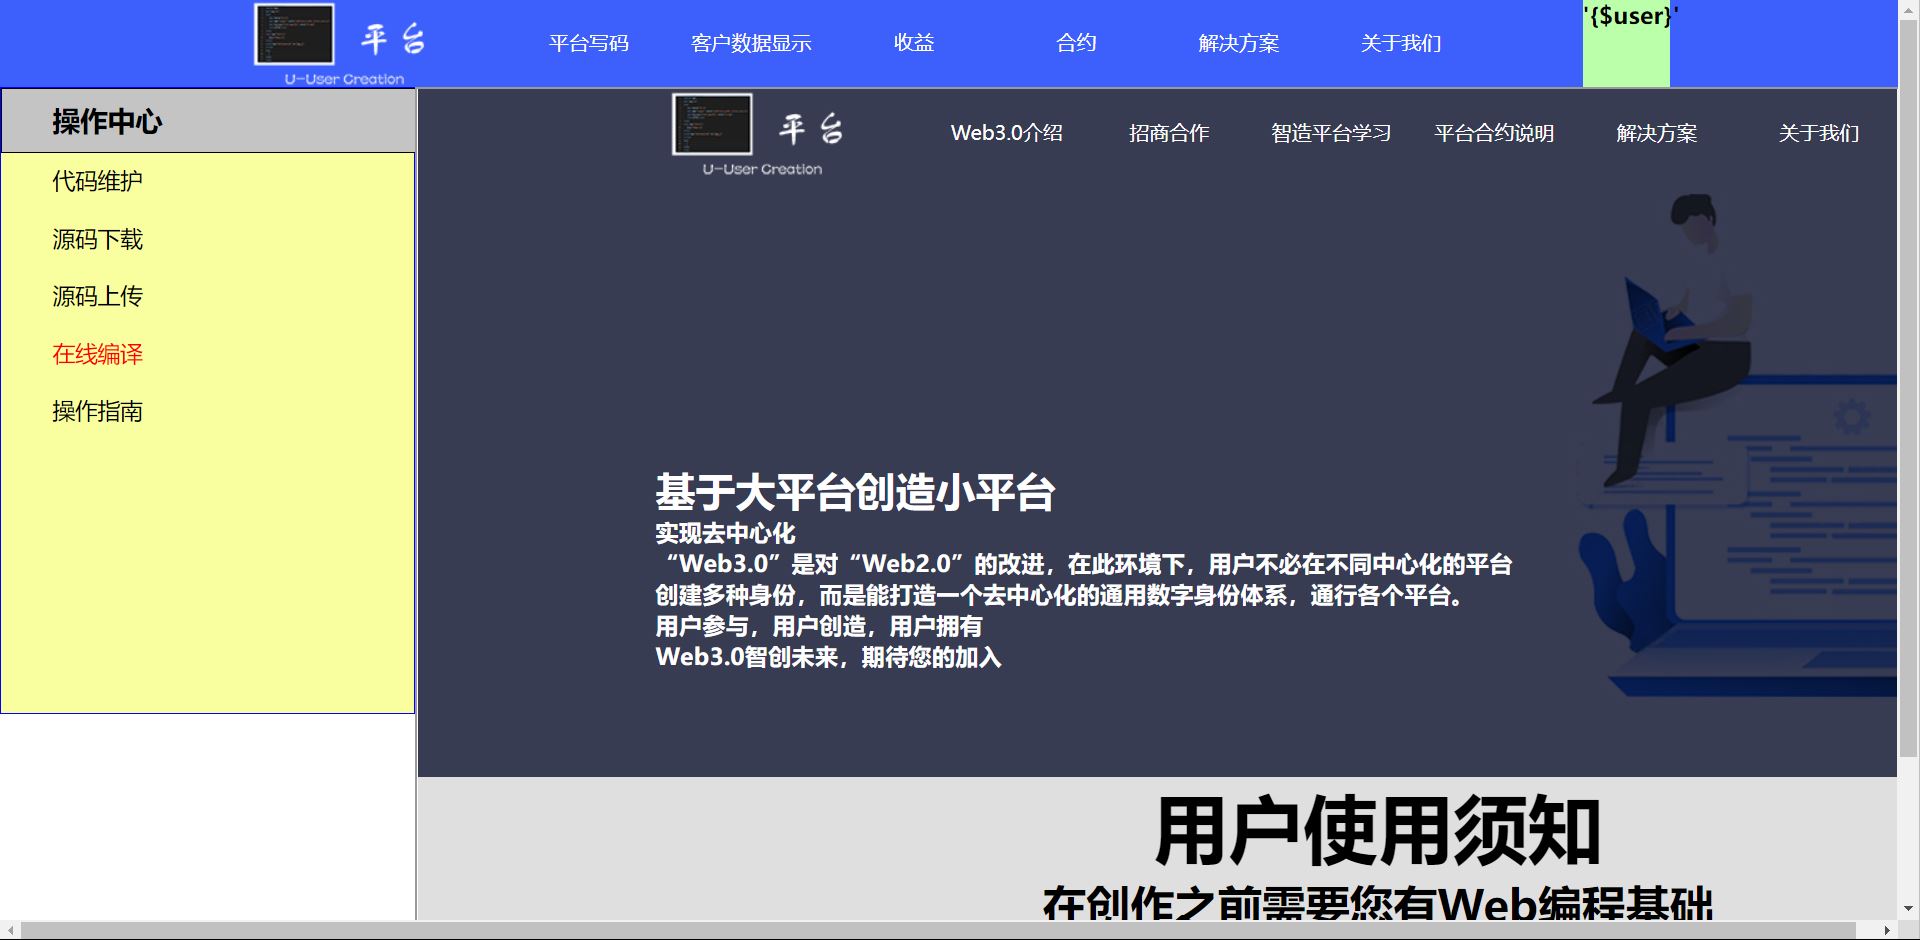 平台
U-User Creation
平台写码 客户数据显示 收益 合约 解决方案 关于我们
'{$user}'
操作中心
代码维护
源码下载
源码上传
在线编译
操作指南
平台
U-User Creation
Web3.0介绍 招商合作 智造平台学习 平台合约说明 解决方案 关于我们
基于大平台创造小平台
实现去中心化
“Web3.0”是对“Web2.0”的改进，在此环境下，用户不必在不同中心化的平台
创建多种身份，而是能打造一个去中心化的通用数字身份体系，通行各个平台。
用户参与，用户创造，用户拥有
Web3.0智创未来，期待您的加入
用户使用须知
在创作之前需要您有Web编程基础